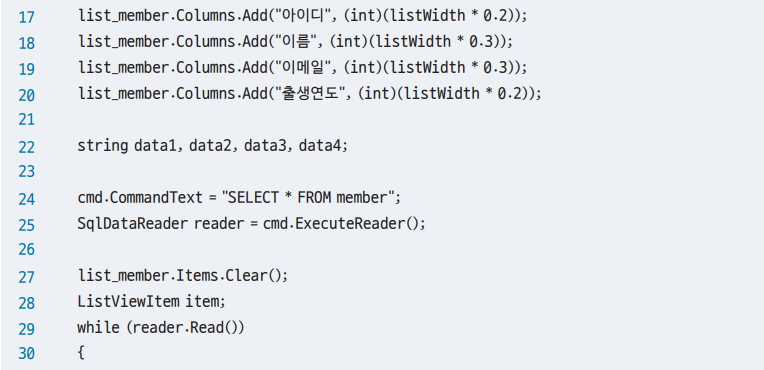 17 list_member.Columns.Add("아이디", (int)(listWidth * 0.2));
18 list_member.Columns.Add("이름", (int)(listWidth * 0.3));
19 list_member.Columns.Add("이메일", (int)(listWidth * 0.3));
20 list_member.Columns.Add("출생연도", (int)(listWidth * 0.2));
21
22 string data1, data2, data3, data4;
23
24 cmd.CommandText = "SELECT * FROM member";
25 SqlDataReader reader = cmd.ExecuteReader();
26
27 list_member.Items.Clear();
28 ListViewItem item;
29 while (reader.Read())
30 {